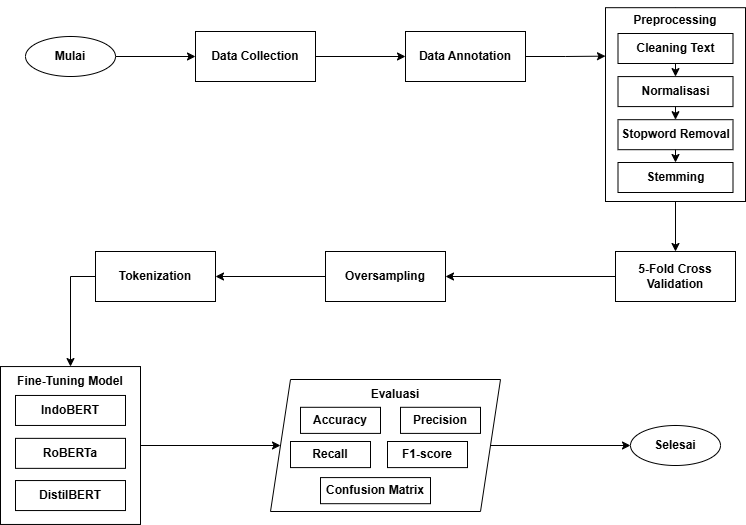 Mulai
Data Collection
Data Annotation
Preprocessing
Cleaning Text
Normalisasi
Stopword Removal
Stemming
5-Fold Cross
Validation
Oversampling
Tokenization
Fine-Tuning Model
IndoBERT
RoBERTa
DistilBERT
Evaluasi
Accuracy
Precision
Recall
F1-score
Confusion Matrix
Selesai